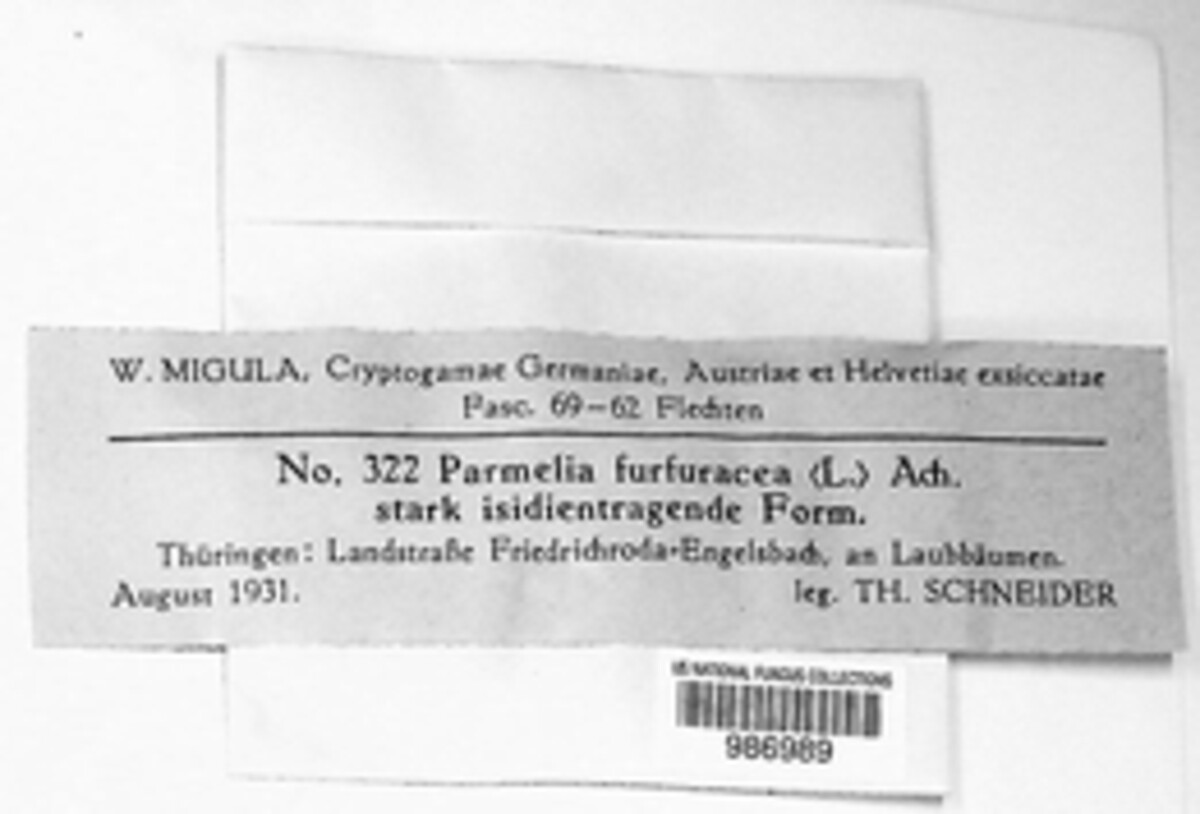 W. MIGULA, Cryptogamae Germaniae, Austriae et Helvetiae exsiccatae
Fasc. 69-62 Flechten
No. 322 Parmelia furfuracea (L.) Ach.
stark isidientragende Form.
Thüringen: Landstraße Friedrichroda-Engelsbach, an Laubbäumen.
August 1931.
leg. TH. SCHNEIDER
US NATIONAL FUNGUS COLLECTIONS
986989